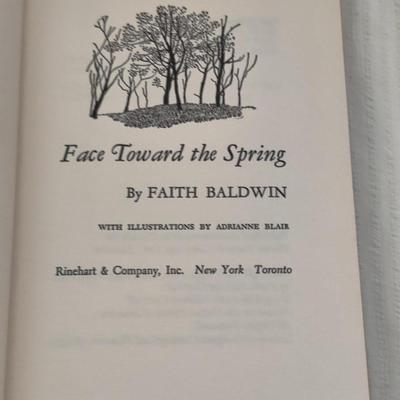 Face Toward the Spring
By FAITH BALDWIN
WITH ILLUSTRATIONS BY ADRIANNE BLAIR
Rinehart & Company, Inc. New York Toronto